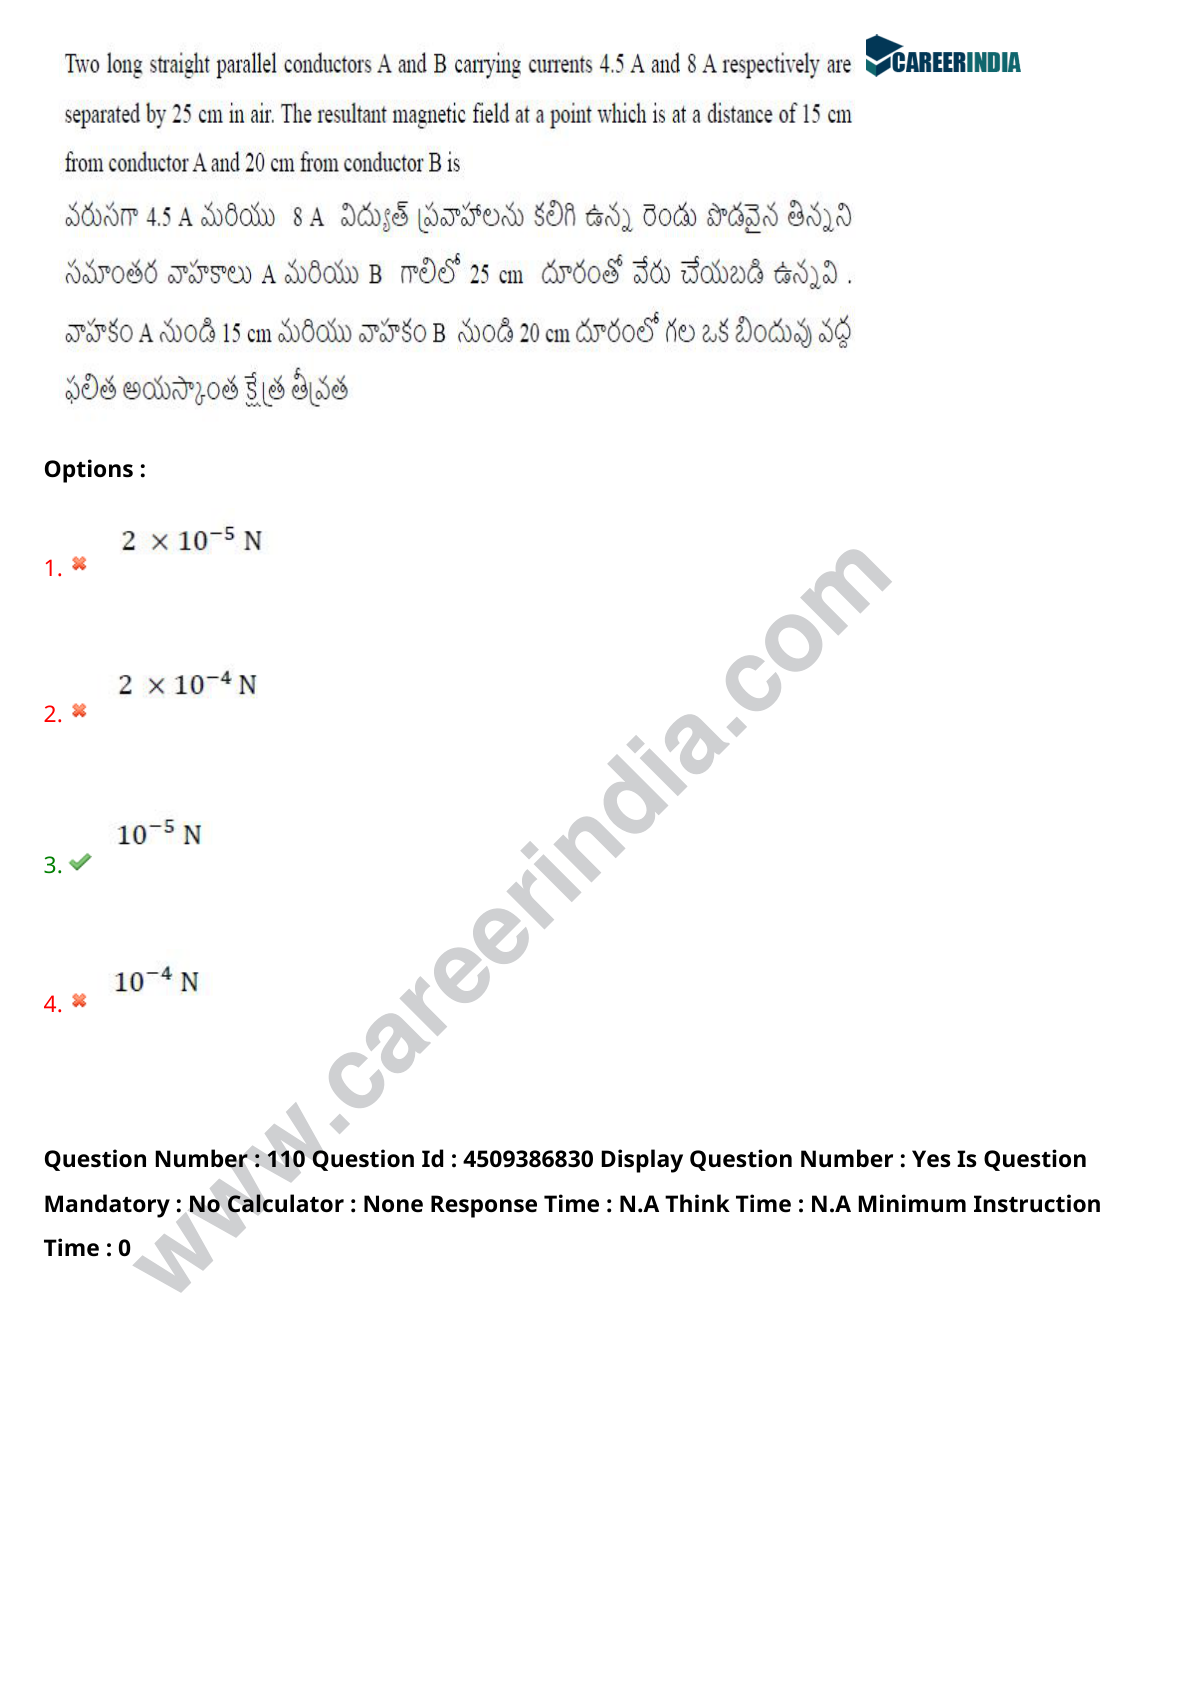 CAREERINDIA
Two long straight parallel conductors A and B carrying currents 4.5 A and 8 A respectively are
separated by 25 cm in air. The resultant magnetic field at a point which is at a distance of 15 cm
from conductor A and 20 cm from conductor B is
వరుసగా 4.5 A మరియు 8 A విద్యుత్ ప్రవాహాలను కలిగి ఉన్న రెండు పొడవైన తిన్నని
సమాంతర వాహకాలు A మరియు B గాలిలో 25 cm దూరంతో వేరు చేయబడి ఉన్నవి .
వాహకం A నుండి 15 cm మరియు వాహకం B నుండి 20 cm దూరంలో గల ఒక బిందువు వద్ద
ఫలిత అయస్కాంత క్షేత్ర తీవ్రత
Options :
1. 2 × 10⁻⁵ N
2. 2 × 10⁻⁴ N
3. 10⁻⁵ N
4. 10⁻⁴ N
www.careerindia.com
Question Number : 110 Question Id : 4509386830 Display Question Number : Yes Is Question
Mandatory : No Calculator : None Response Time : N.A Think Time : N.A Minimum Instruction
Time : 0